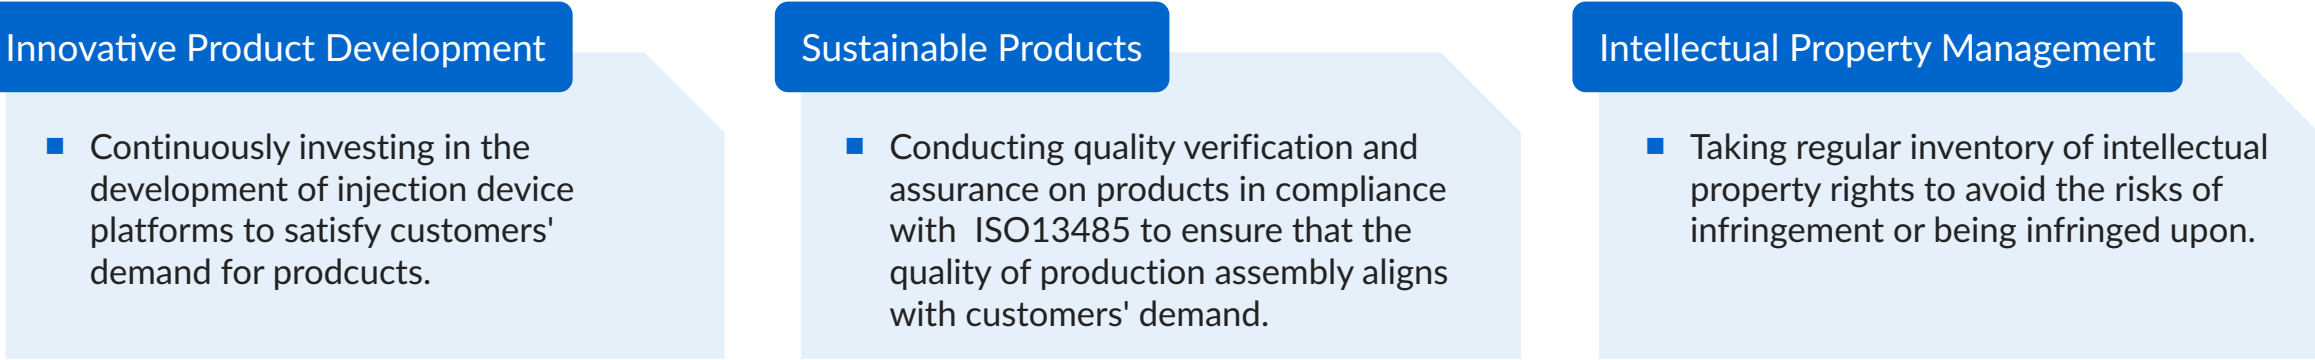 Innovative Product Development
Continuously investing in the
development of injection device
platforms to satisfy customers'
demand for prodcucts.
Sustainable Products
Conducting quality verification and
assurance on products in compliance
with  ISO13485 to ensure that the
quality of production assembly aligns
with customers' demand.
Intellectual Property Management
Taking regular inventory of intellectual
property rights to avoid the risks of
infringement or being infringed upon.